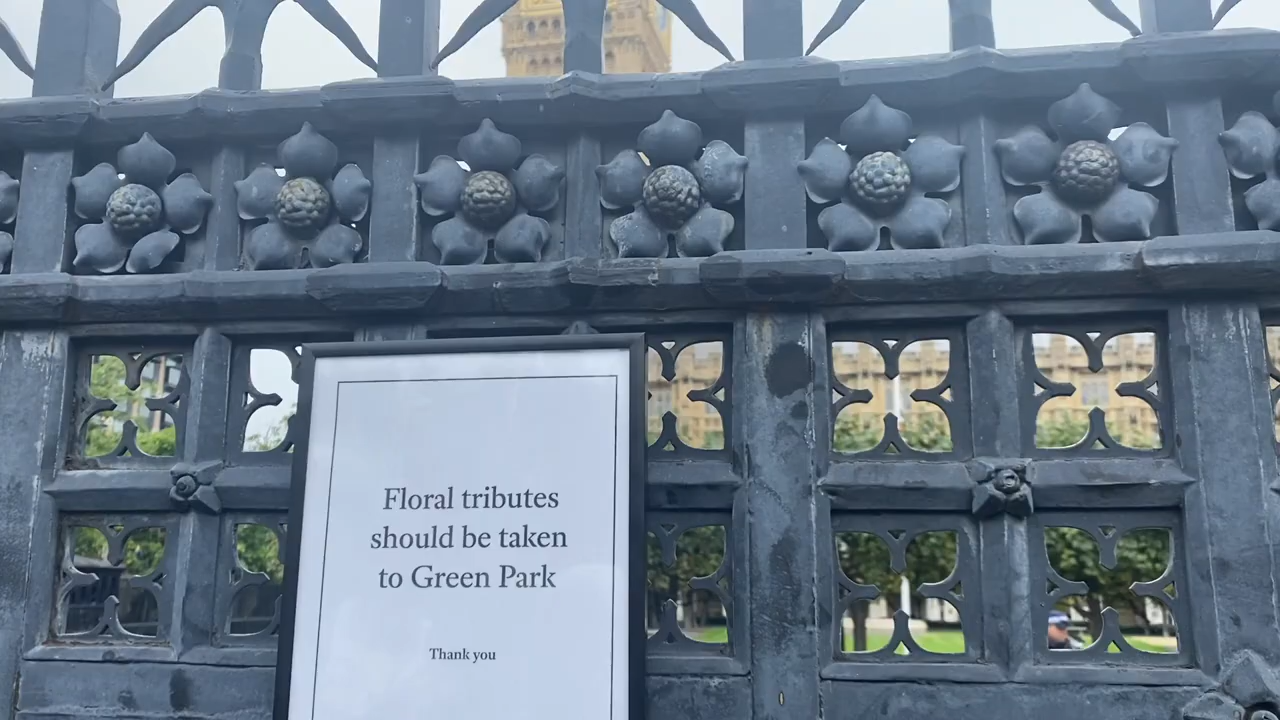 Floral tributes
should be taken
to Green Park
Thank you